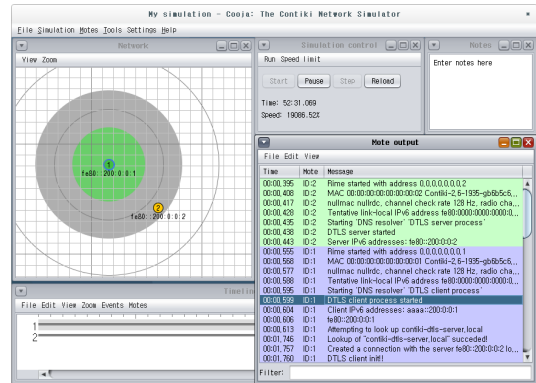 My simulation - Cooja: The Contiki Network Simulator
File Simulation Motes Tools Settings Help
Network
View Zoom
1
fe80::200:0:0:1
2
fe80::200:0:0:2
Simulation control
Run Speed limit
Start Pause Step Reload
Time: 52:31.069
Speed: 19086.52%
Notes
Enter notes here
Timelin
File Edit View Zoom Events Motes
1
2
Mote output
File Edit View
Time Mote Message
00:00,395 ID:2 Rime started with address 0.0.0.0.0.0.0.2
00:00,408 ID:2 MAC 00:00:00:00:00:00:00:02 Contiki-2.6-1935-gb6b5c6...
00:00,417 ID:2 nullmac nullrdc, channel check rate 128 Hz, radio cha...
00:00,428 ID:2 Tentative link-local IPv6 address fe80:0000:0000:0...
00:00,435 ID:2 Starting 'DNS resolver' 'DTLS server process'
00:00,438 ID:2 DTLS server started
00:00,443 ID:2 Server IPv6 addresses: fe80::200:0:0:2
00:00,555 ID:1 Rime started with address 0.0.0.0.0.0.0.1
00:00,568 ID:1 MAC 00:00:00:00:00:00:00:01 Contiki-2.6-1935-gb6b5c6...
00:00,577 ID:1 nullmac nullrdc, channel check rate 128 Hz, radio cha...
00:00,588 ID:1 Tentative link-local IPv6 address fe80:0000:0000:0...
00:00,595 ID:1 Starting 'DNS resolver' 'DTLS client process'
00:00,599 ID:1 DTLS client process started
00:00,604 ID:1 Client IPv6 addresses: aaaa::200:0:0:1
00:00,606 ID:1 fe80::200:0:0:1
00:00,613 ID:1 Attempting to look up contiki-dtls-server.local
00:01,746 ID:1 Lookup of "contiki-dtls-server.local" succeded!
00:01,757 ID:1 Created a connection with the server fe80::200:0:0:2 lo...
00:01,760 ID:1 DTLS client init!!
Filter: